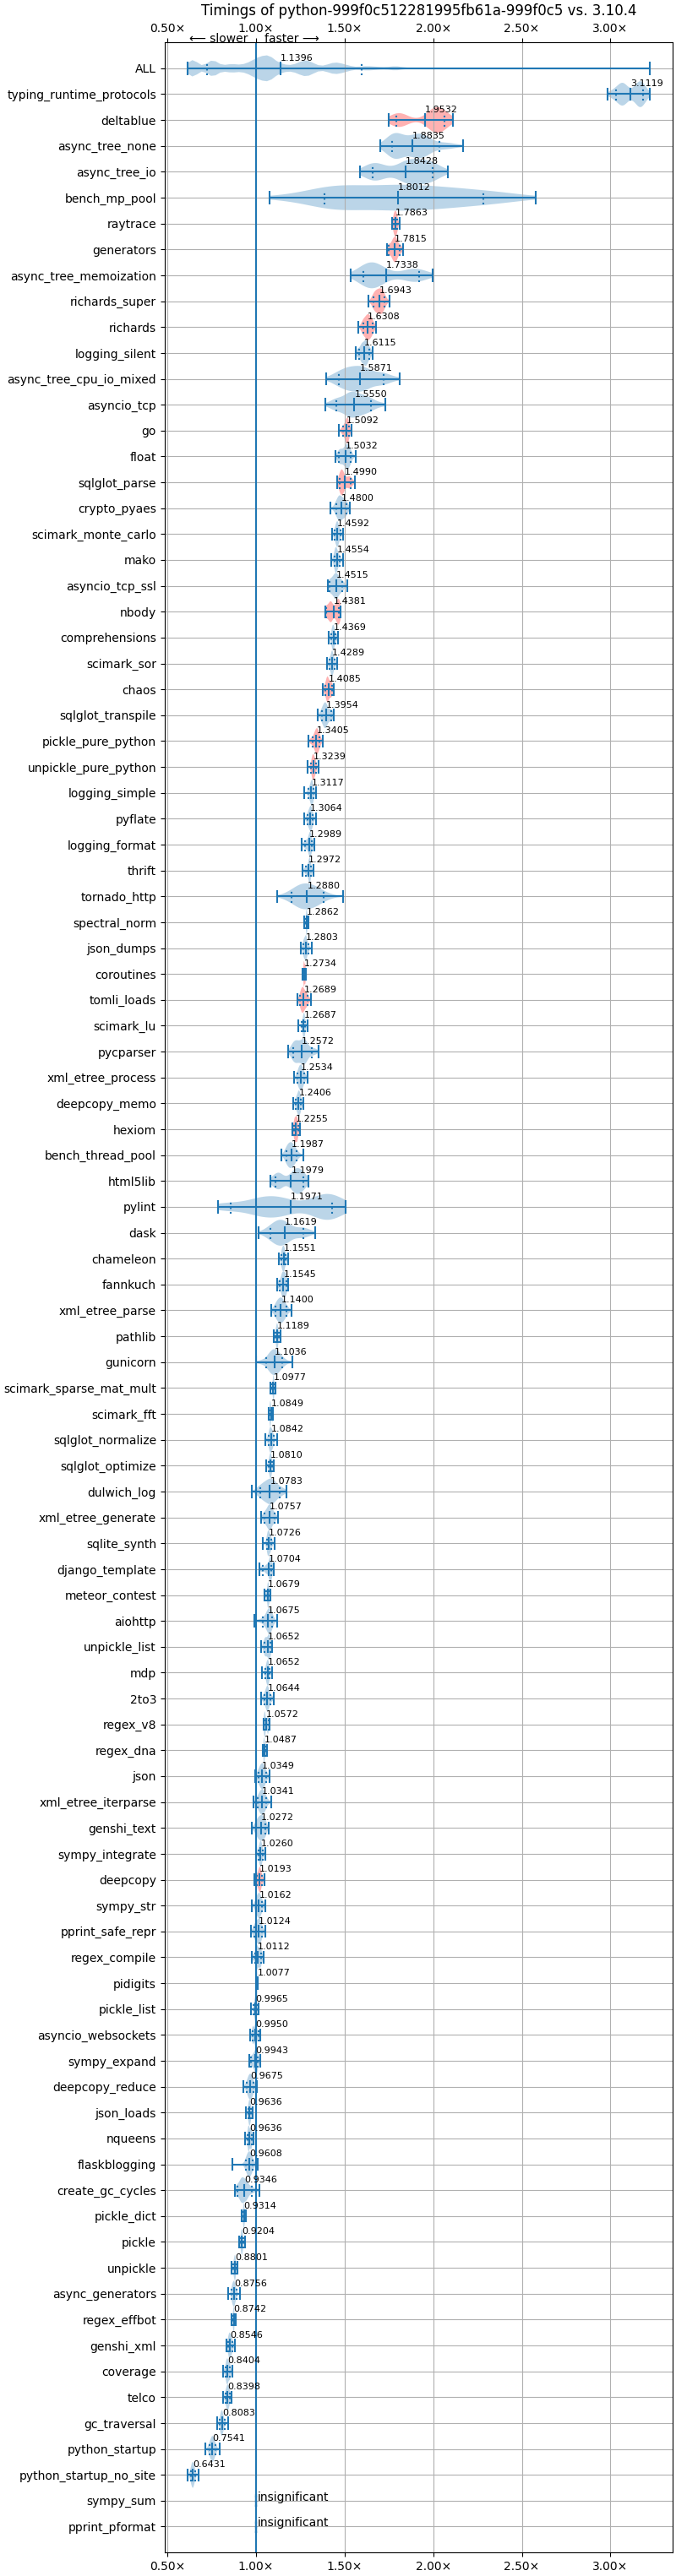 Timings of python-999f0c512281995fb61a-999f0c5 vs. 3.10.4
0.50× 1.00× 1.50× 2.00× 2.50× 3.00×
⟵ slower faster ⟶
ALL 1.1396
typing_runtime_protocols 3.1119
deltablue 1.9532
async_tree_none 1.8835
async_tree_io 1.8428
bench_mp_pool 1.8012
raytrace 1.7863
generators 1.7815
async_tree_memoization 1.7338
richards_super 1.6943
richards 1.6308
logging_silent 1.6115
async_tree_cpu_io_mixed 1.5871
asyncio_tcp 1.5550
go 1.5092
float 1.5032
sqlglot_parse 1.4990
crypto_pyaes 1.4800
scimark_monte_carlo 1.4592
mako 1.4554
asyncio_tcp_ssl 1.4515
nbody 1.4381
comprehensions 1.4369
scimark_sor 1.4289
chaos 1.4085
sqlglot_transpile 1.3954
pickle_pure_python 1.3405
unpickle_pure_python 1.3239
logging_simple 1.3117
pyflate 1.3064
logging_format 1.2989
thrift 1.2972
tornado_http 1.2880
spectral_norm 1.2862
json_dumps 1.2803
coroutines 1.2734
tomli_loads 1.2689
scimark_lu 1.2687
pycparser 1.2572
xml_etree_process 1.2534
deepcopy_memo 1.2406
hexiom 1.2255
bench_thread_pool 1.1987
html5lib 1.1979
pylint 1.1971
dask 1.1619
chameleon 1.1551
fannkuch 1.1545
xml_etree_parse 1.1400
pathlib 1.1189
gunicorn 1.1036
scimark_sparse_mat_mult 1.0977
scimark_fft 1.0849
sqlglot_normalize 1.0842
sqlglot_optimize 1.0810
dulwich_log 1.0783
xml_etree_generate 1.0757
sqlite_synth 1.0726
django_template 1.0704
meteor_contest 1.0679
aiohttp 1.0675
unpickle_list 1.0652
mdp 1.0652
2to3 1.0644
regex_v8 1.0572
regex_dna 1.0487
json 1.0349
xml_etree_iterparse 1.0341
genshi_text 1.0272
sympy_integrate 1.0260
deepcopy 1.0193
sympy_str 1.0162
pprint_safe_repr 1.0124
regex_compile 1.0112
pidigits 1.0077
pickle_list 0.9965
asyncio_websockets 0.9950
sympy_expand 0.9943
deepcopy_reduce 0.9675
json_loads 0.9636
nqueens 0.9636
flaskblogging 0.9608
create_gc_cycles 0.9346
pickle_dict 0.9314
pickle 0.9204
unpickle 0.8801
async_generators 0.8756
regex_effbot 0.8742
genshi_xml 0.8546
coverage 0.8404
telco 0.8398
gc_traversal 0.8083
python_startup 0.7541
python_startup_no_site 0.6431
sympy_sum insignificant
pprint_pformat insignificant
0.50× 1.00× 1.50× 2.00× 2.50× 3.00×